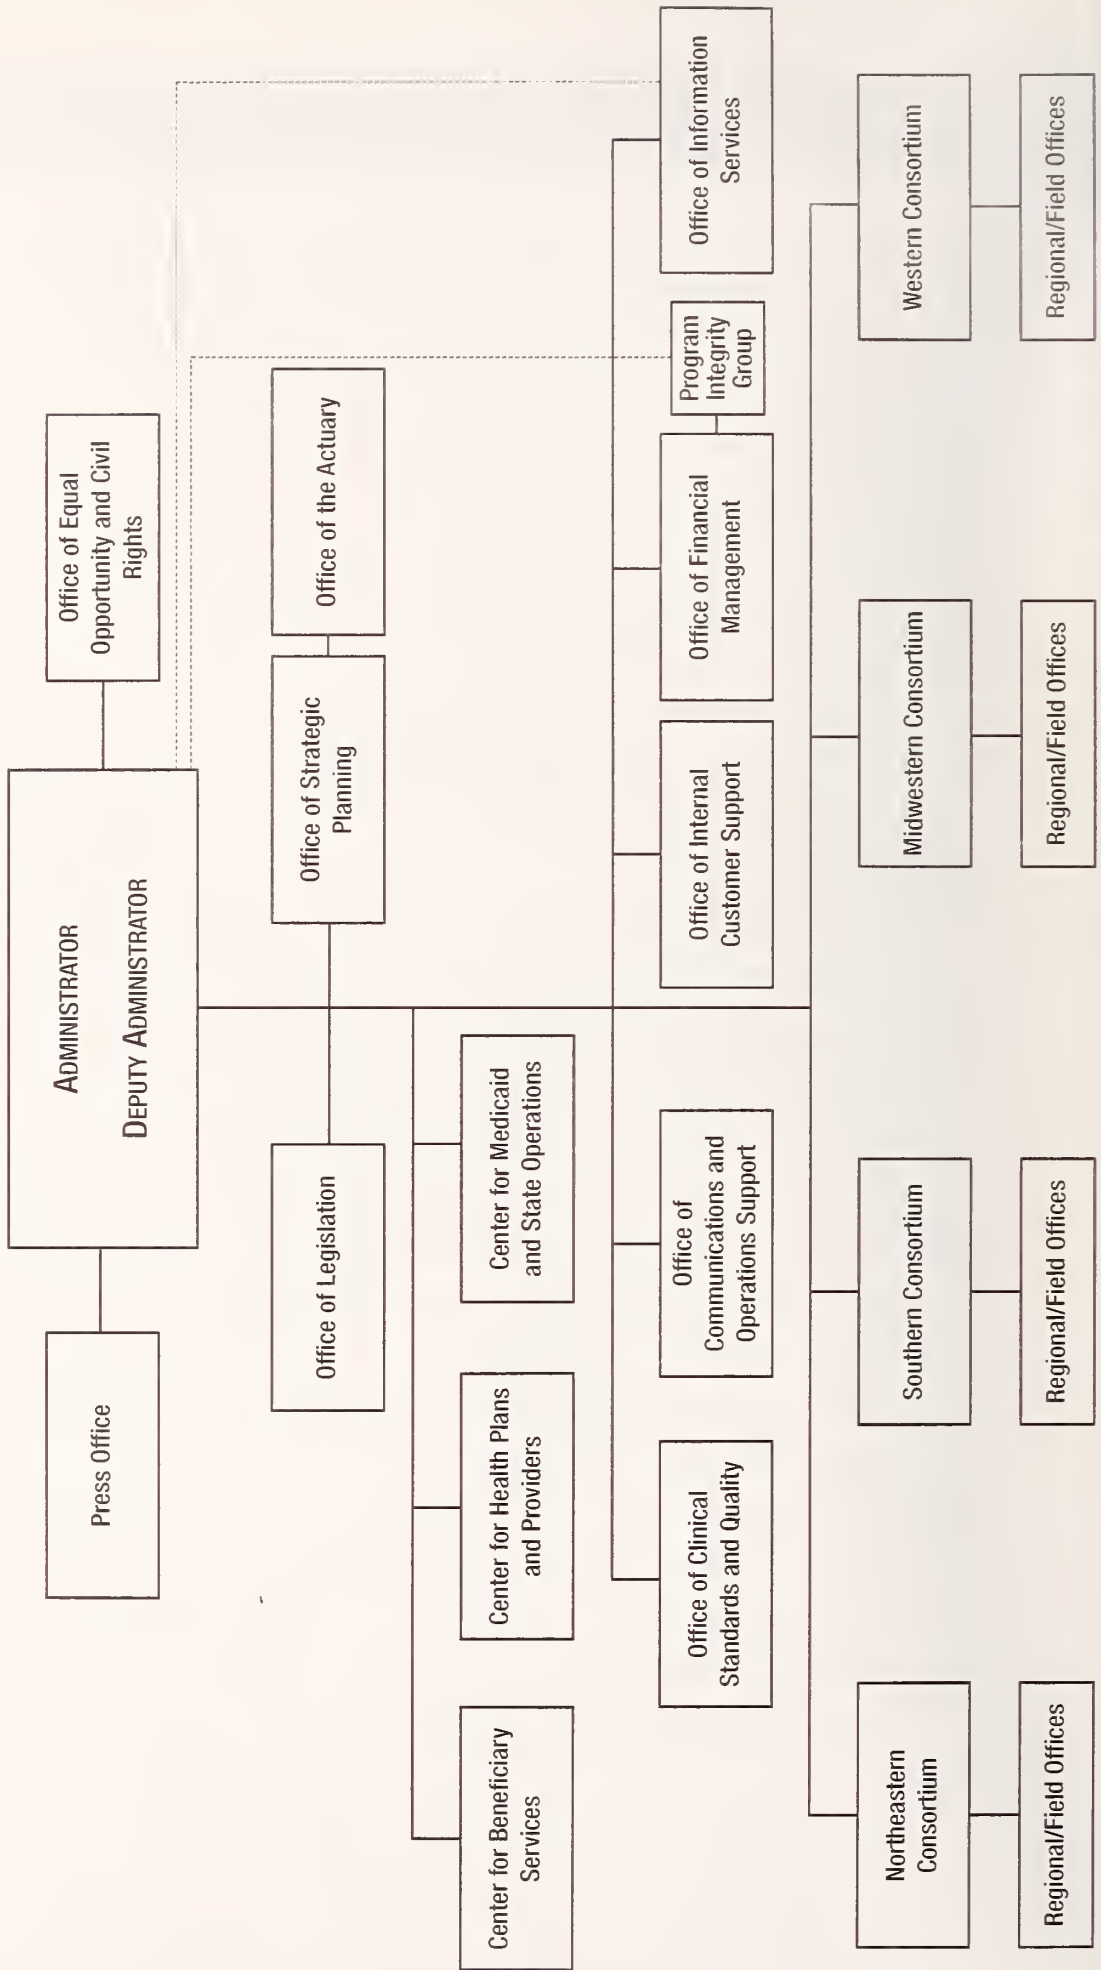 ADMINISTRATOR
DEPUTY ADMINISTRATOR
Press Office
Office of Equal
Opportunity and Civil
Rights
Office of Legislation
Office of Strategic
Planning
Office of the Actuary
Center for Beneficiary
Services
Center for Health Plans
and Providers
Center for Medicaid
and State Operations
Office of Clinical
Standards and Quality
Office of
Communications and
Operations Support
Office of Internal
Customer Support
Office of Financial
Management
Program
Integrity
Group
Office of Information
Services
Northeastern
Consortium
Southern Consortium
Midwestern Consortium
Western Consortium
Regional/Field Offices
Regional/Field Offices
Regional/Field Offices
Regional/Field Offices